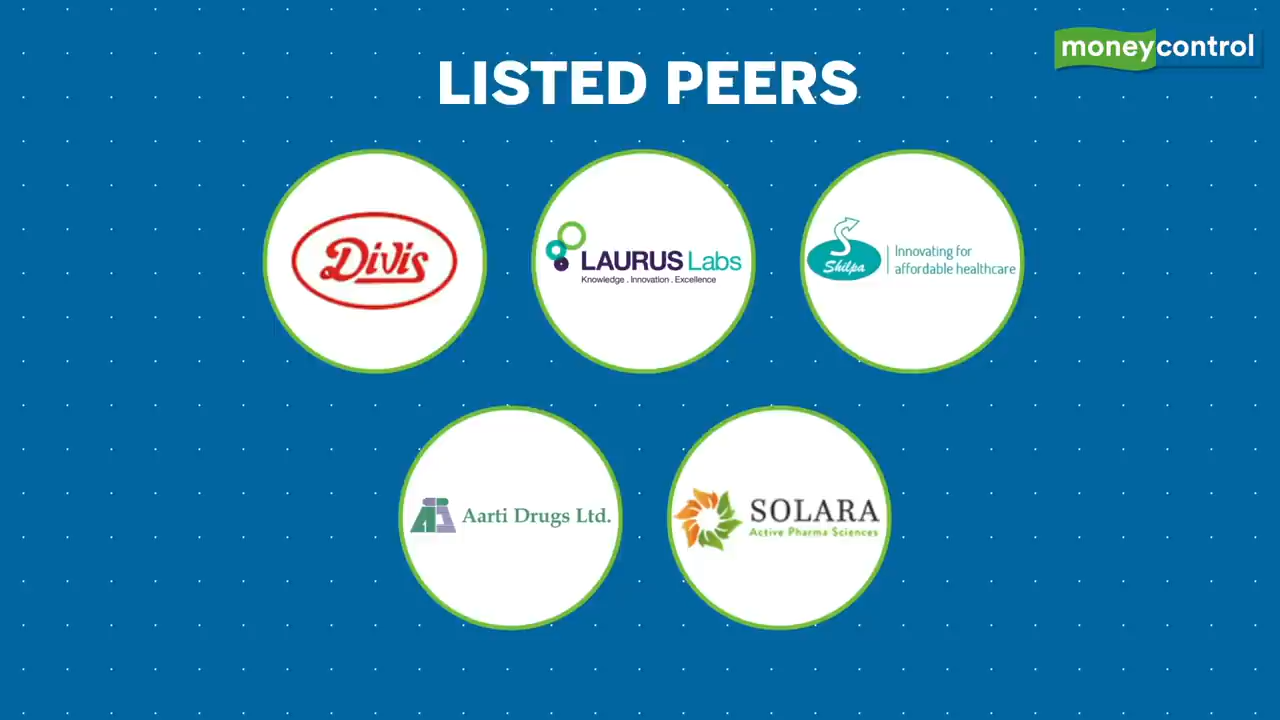 moneycontrol
LISTED PEERS
Divis
LAURUS Labs
Knowledge . Innovation . Excellence
Shilpa
Innovating for
affordable healthcare
Aarti Drugs Ltd.
SOLARA
Active Pharma Sciences